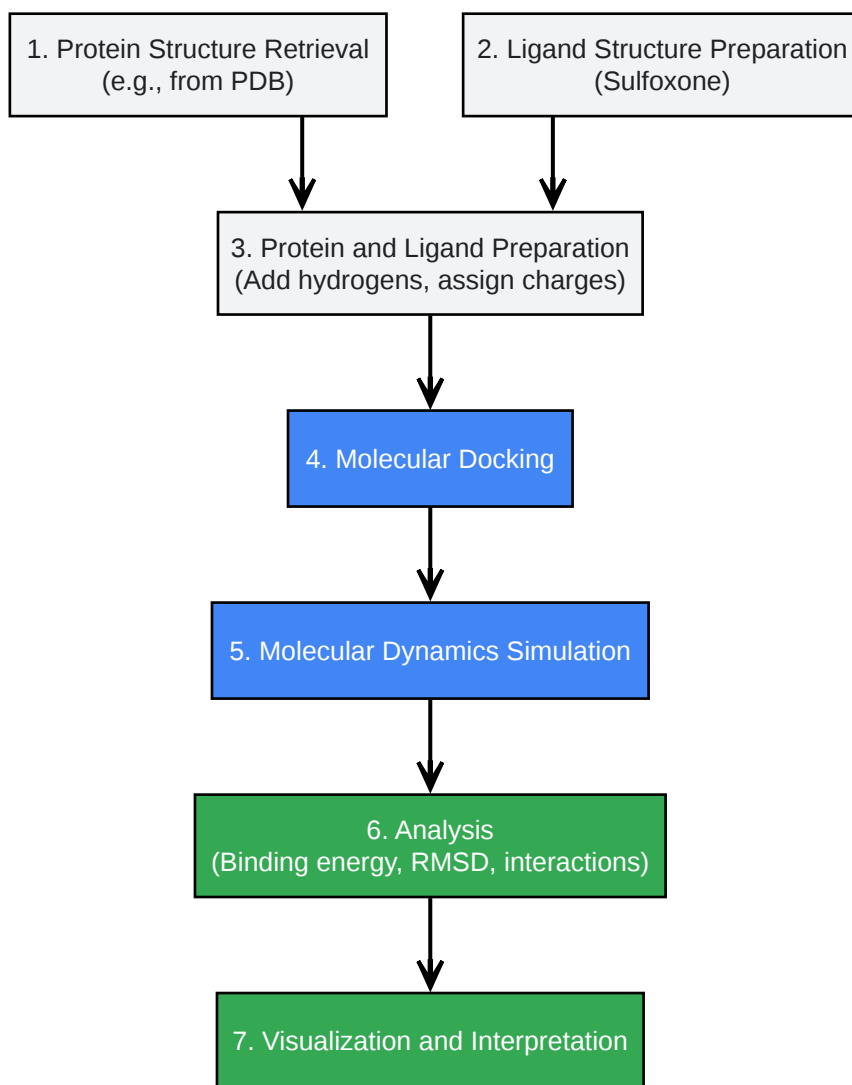 1. Protein Structure Retrieval
(e.g., from PDB)
2. Ligand Structure Preparation
(Sulfoxone)
3. Protein and Ligand Preparation
(Add hydrogens, assign charges)
4. Molecular Docking
5. Molecular Dynamics Simulation
6. Analysis
(Binding energy, RMSD, interactions)
7. Visualization and Interpretation